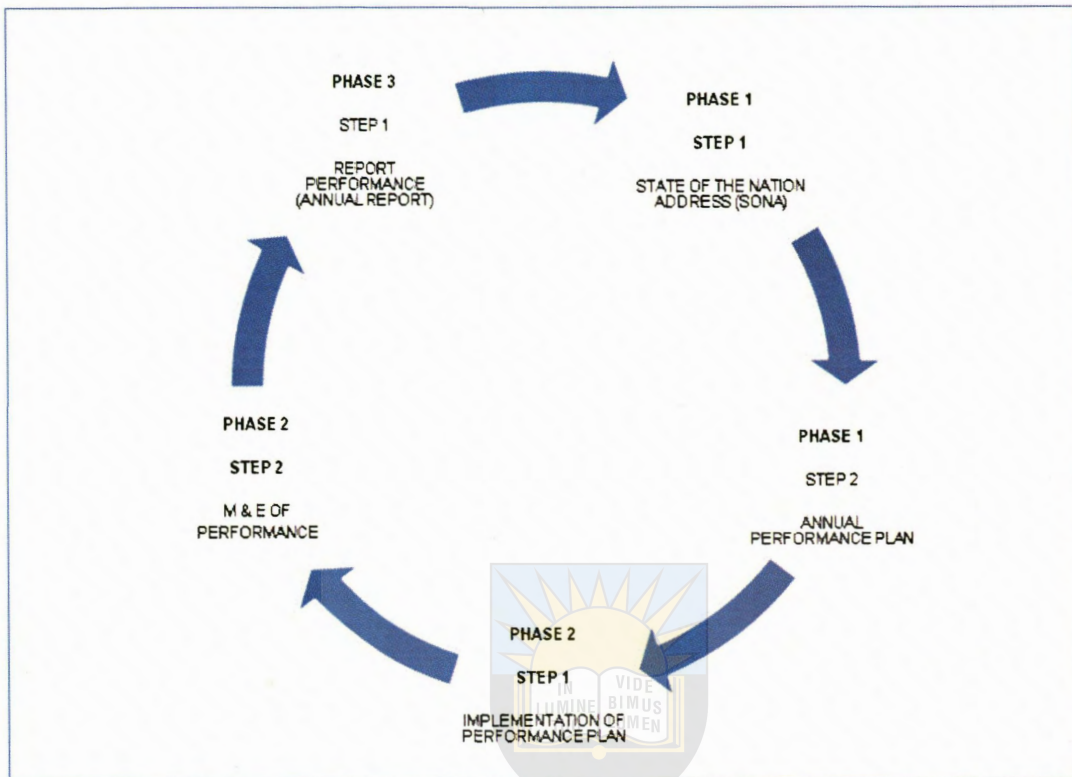 PHASE 3
STEP 1
REPORT
PERFORMANCE
(ANNUAL REPORT)
PHASE 1
STEP 1
STATE OF THE NATION
ADDRESS (SONA)
PHASE 1
STEP 2
ANNUAL
PERFORMANCE PLAN
PHASE 2
STEP 1
IMPLEMENTATION OF
PERFORMANCE PLAN
PHASE 2
STEP 2
M & E OF
PERFORMANCE
IN
LUMINE
VIDE
BIMUS